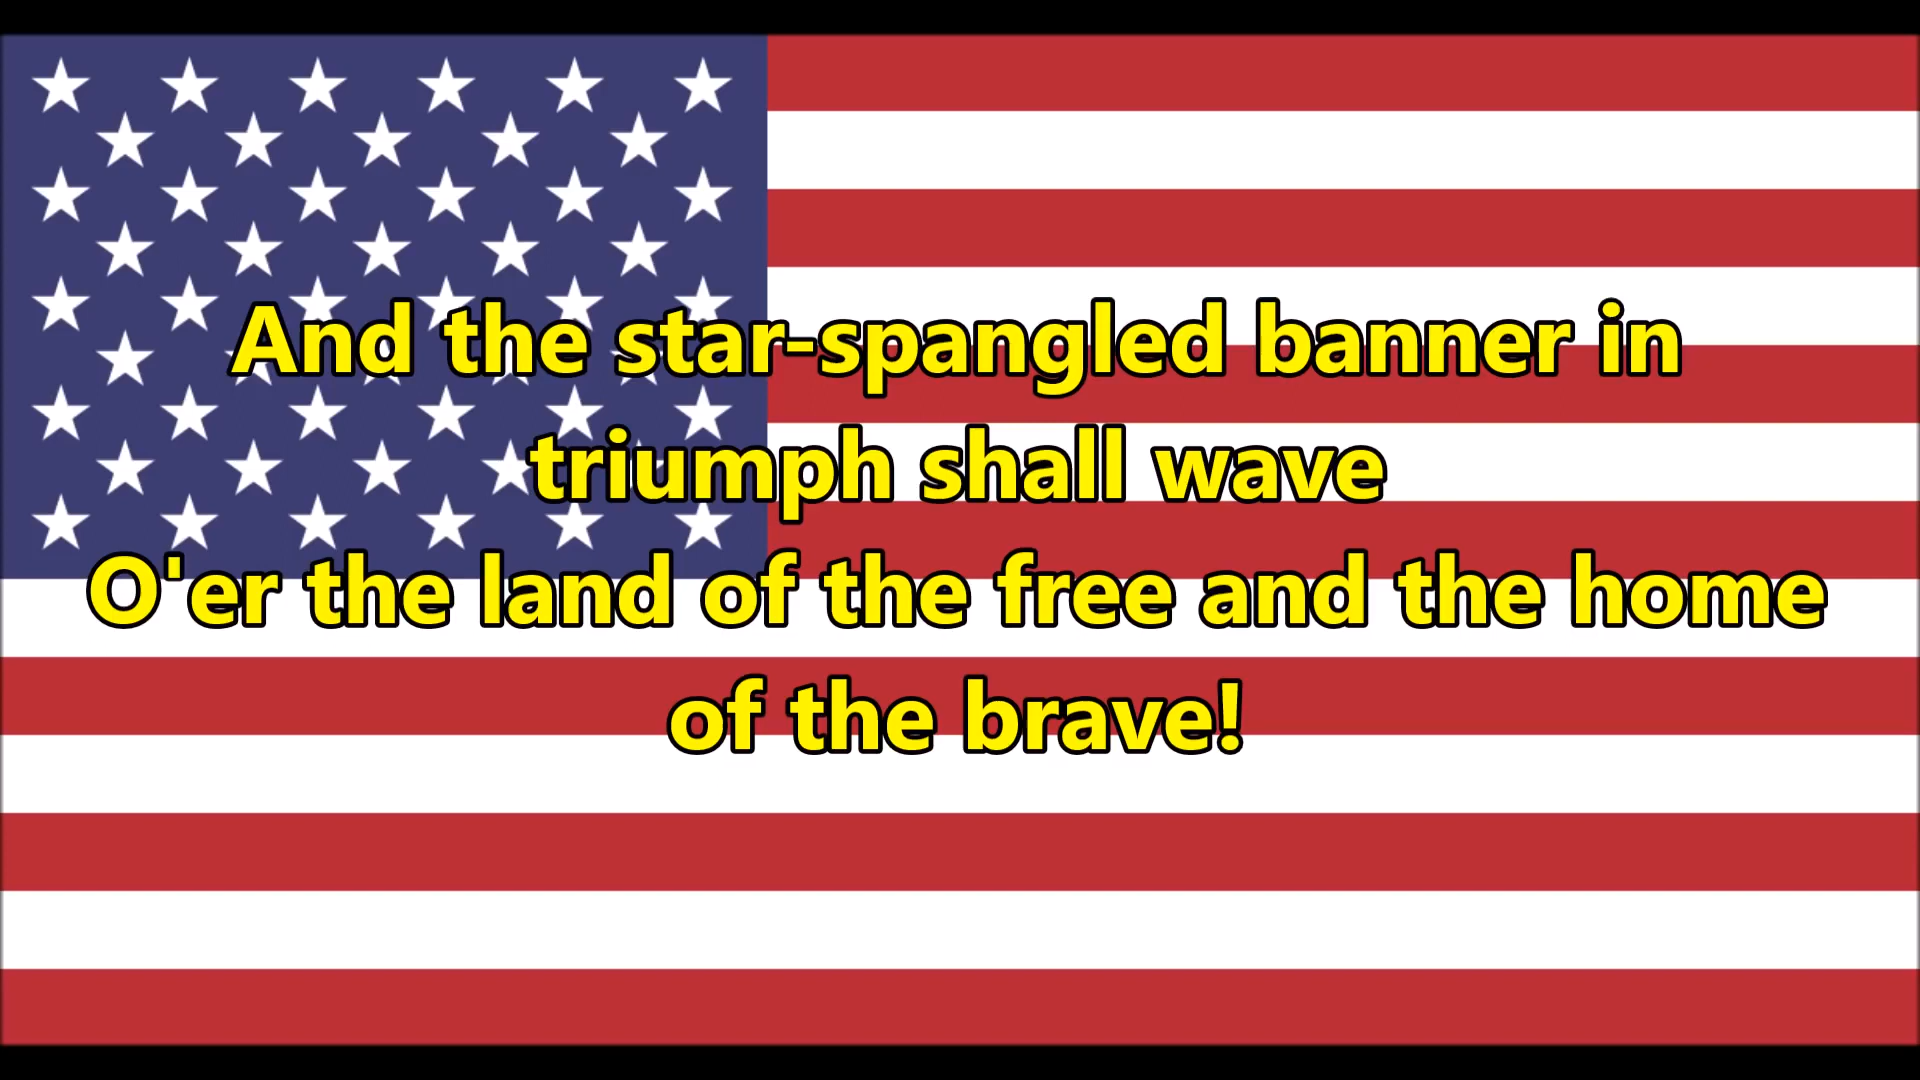 And the star-spangled banner in
triumph shall wave
O'er the land of the free and the home
of the brave!